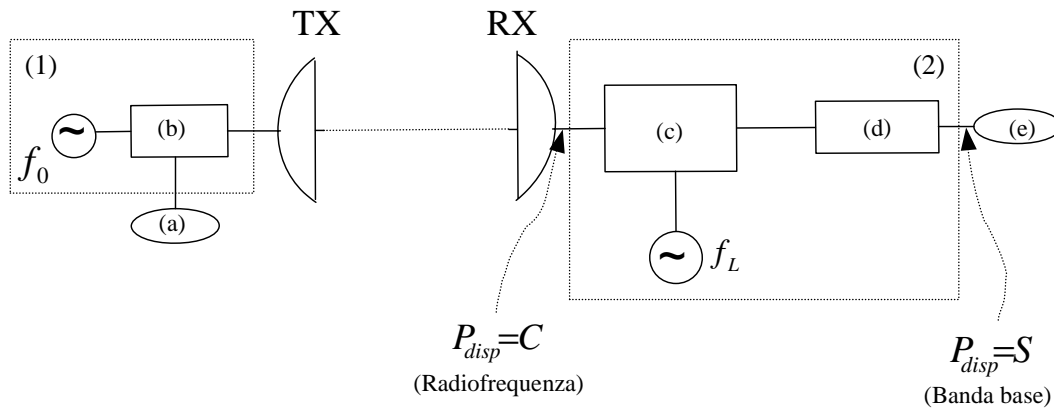 TX
RX
(1)
(2)
~
(b)
f0
(a)
(c)
(d)
(e)
~
fL
Pdisp=C
(Radiofrequenza)
Pdisp=S
(Banda base)